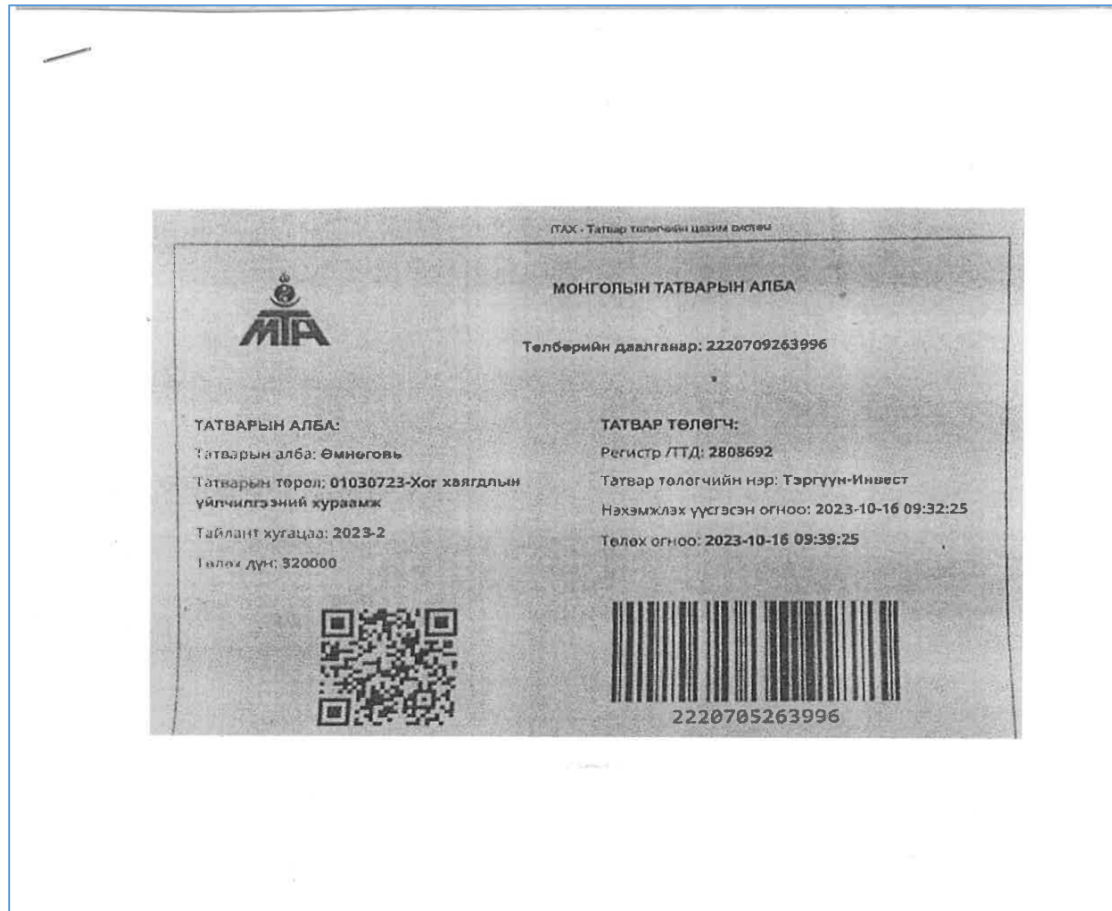 ITAX - Татвар төлөгчийн цахим систем
МТА
МОНГОЛЫН ТАТВАРЫН АЛБА
Төлбөрийн даалгавар: 2220709263996
ТАТВАРЫН АЛБА:
Татварын алба: Өмнөговь
Татварын төрөл: 01030723-Хог хаягдлын
үйлчилгээний хураамж
Тайлант хугацаа: 2023-2
Төлөх дүн: 320000
ТАТВАР ТӨЛӨГЧ:
Регистр /ТТД: 2808692
Татвар төлөгчийн нэр: Тэргүүн-Инвест
Нэхэмжлэх үүсгэсэн огноо: 2023-10-16 09:32:25
Төлөх огноо: 2023-10-16 09:39:25
2220705263996